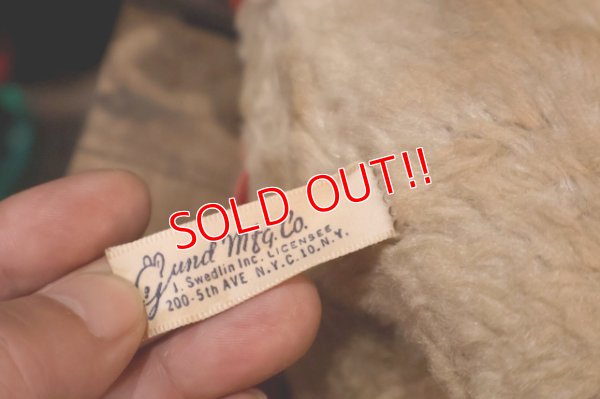 SOLD OUT!!
Gund Mfg. Co.
J. Swedlin Inc. LICENSEE
200-5th AVE N.Y.C. 10. N.Y.